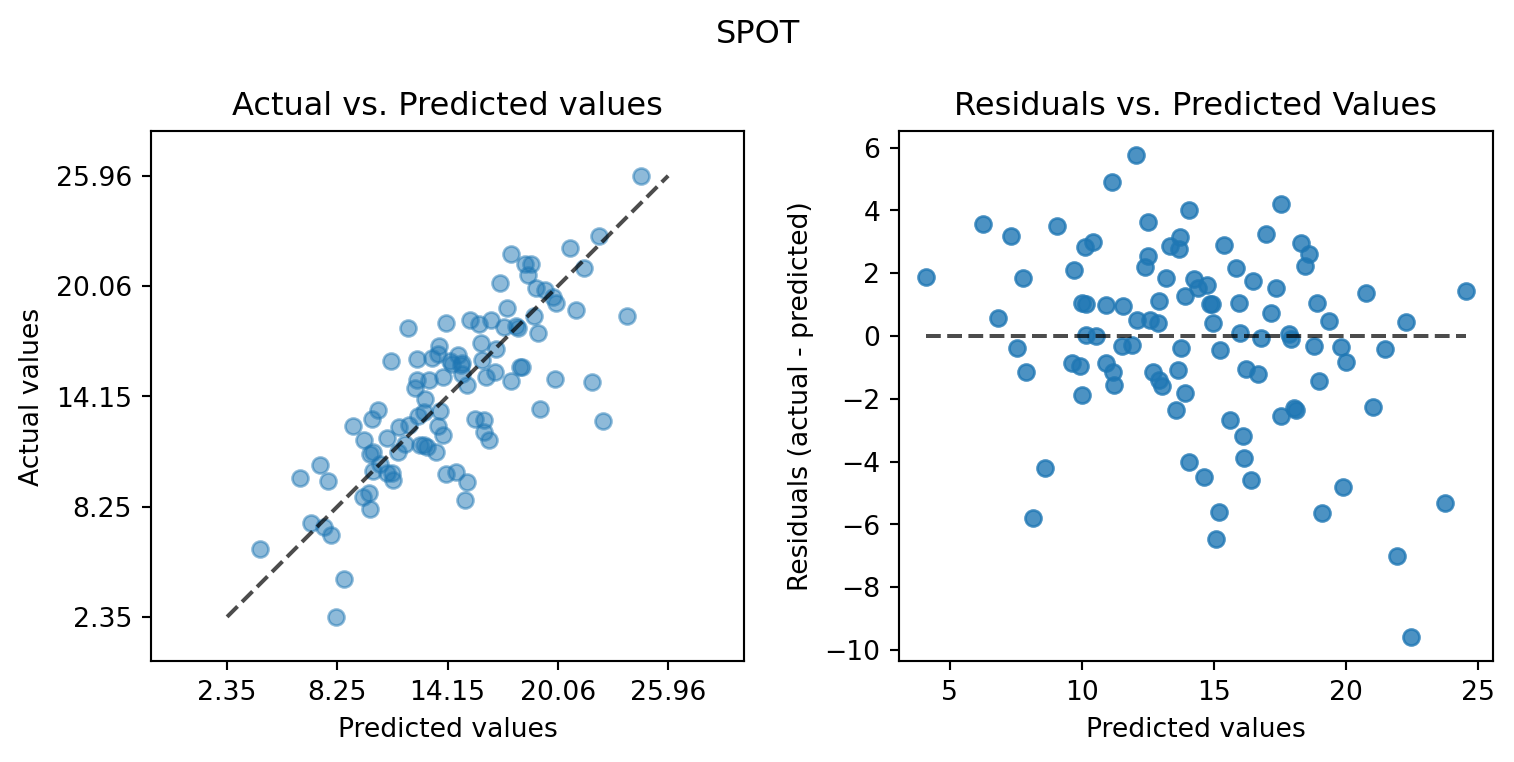 SPOT
Actual vs. Predicted values
25.96
20.06
14.15
8.25
2.35
Actual values
2.35 8.25 14.15 20.06 25.96
Predicted values
Residuals vs. Predicted Values
6
4
2
0
−2
−4
−6
−8
−10
Residuals (actual - predicted)
5 10 15 20 25
Predicted values